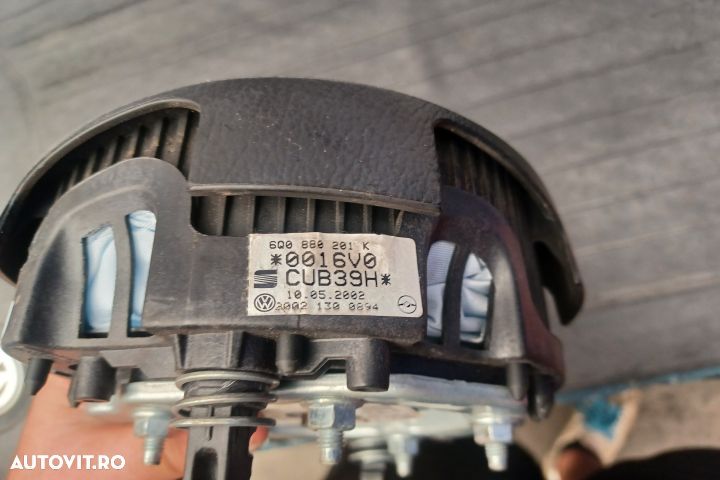 6Q0 880 201 K
*0016V0
CUB39H*
10.05.2002
2002 130 0894
AUTOVIT.RO